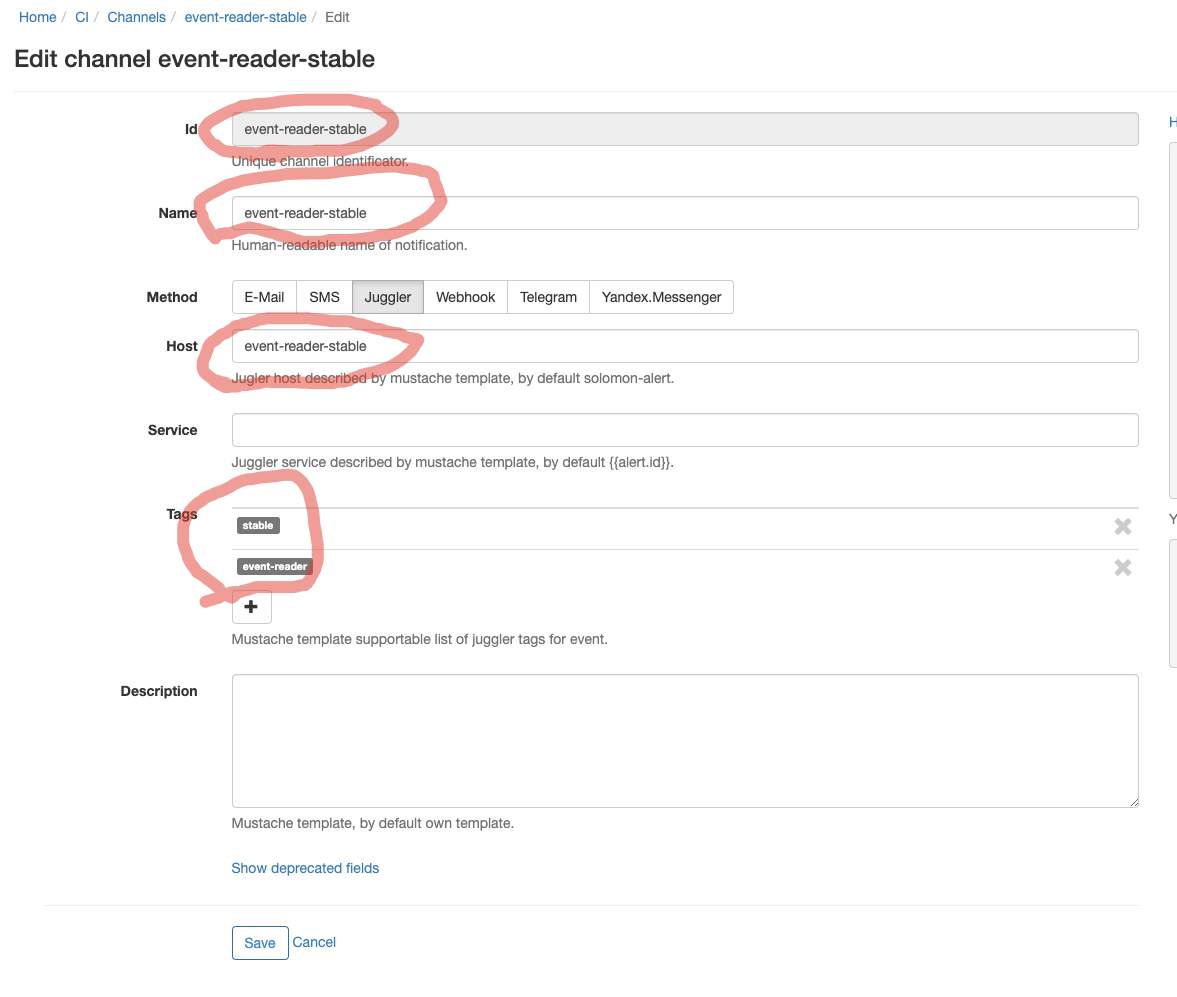 Home / CI / Channels / event-reader-stable / Edit
Edit channel event-reader-stable
Id event-reader-stable
H
Unique channel identificator.
Name event-reader-stable
Human-readable name of notification.
Method E-Mail SMS Juggler Webhook Telegram Yandex.Messenger
Host event-reader-stable
Jugler host described by mustache template, by default solomon-alert.
Service
Juggler service described by mustache template, by default {{alert.id}}.
Tags
Y
stable
event-reader
Mustache template supportable list of juggler tags for event.
Description
Mustache template, by default own template.
Show deprecated fields
Save Cancel